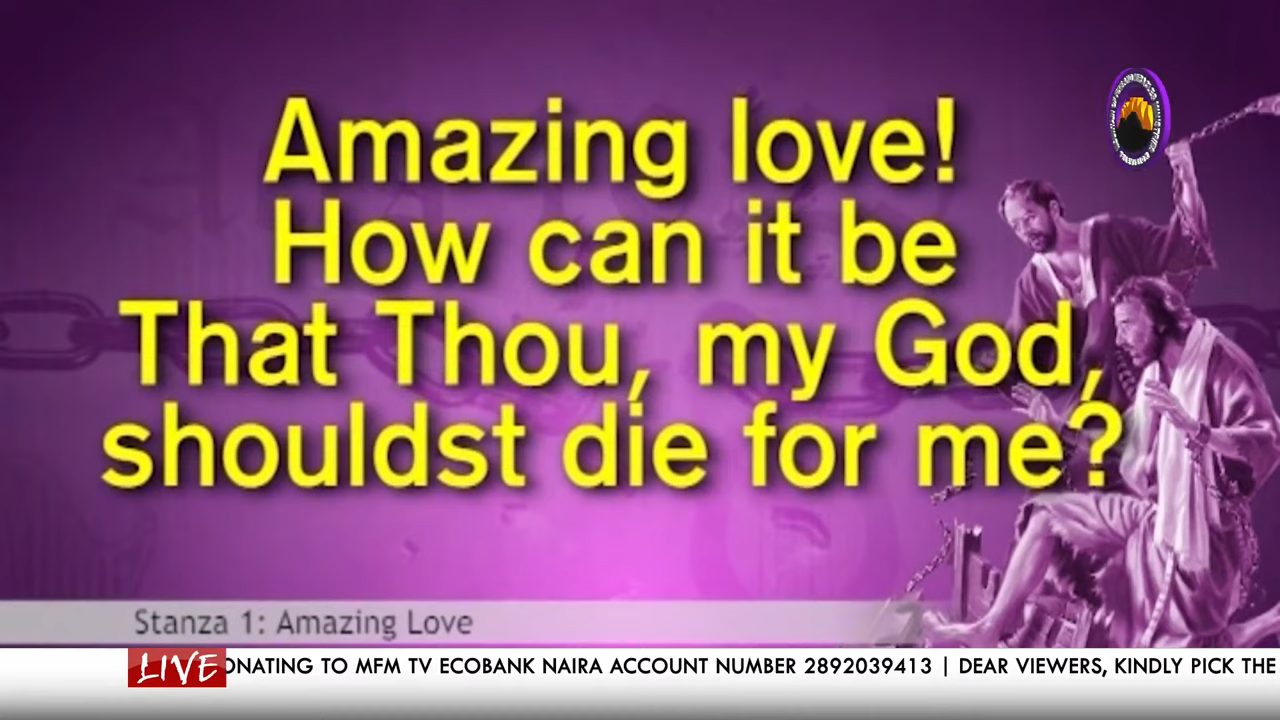 Amazing love!
How can it be
That Thou, my God,
shouldst die for me?
Stanza 1: Amazing Love
LIVE
ONATING TO MFM TV ECOBANK NAIRA ACCOUNT NUMBER 2892039413 | DEAR VIEWERS, KINDLY PICK THE